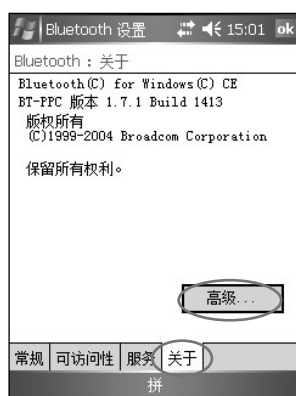 Bluetooth 设置 15:01 ok
Bluetooth : 关于
Bluetooth(C) for Windows(C) CE
BT-PPC 版本 1.7.1 Build 1413
版权所有
(C)1999-2004 Broadcom Corporation
保留所有权利。
高级...
常规 可访问性 服务 关于
拼